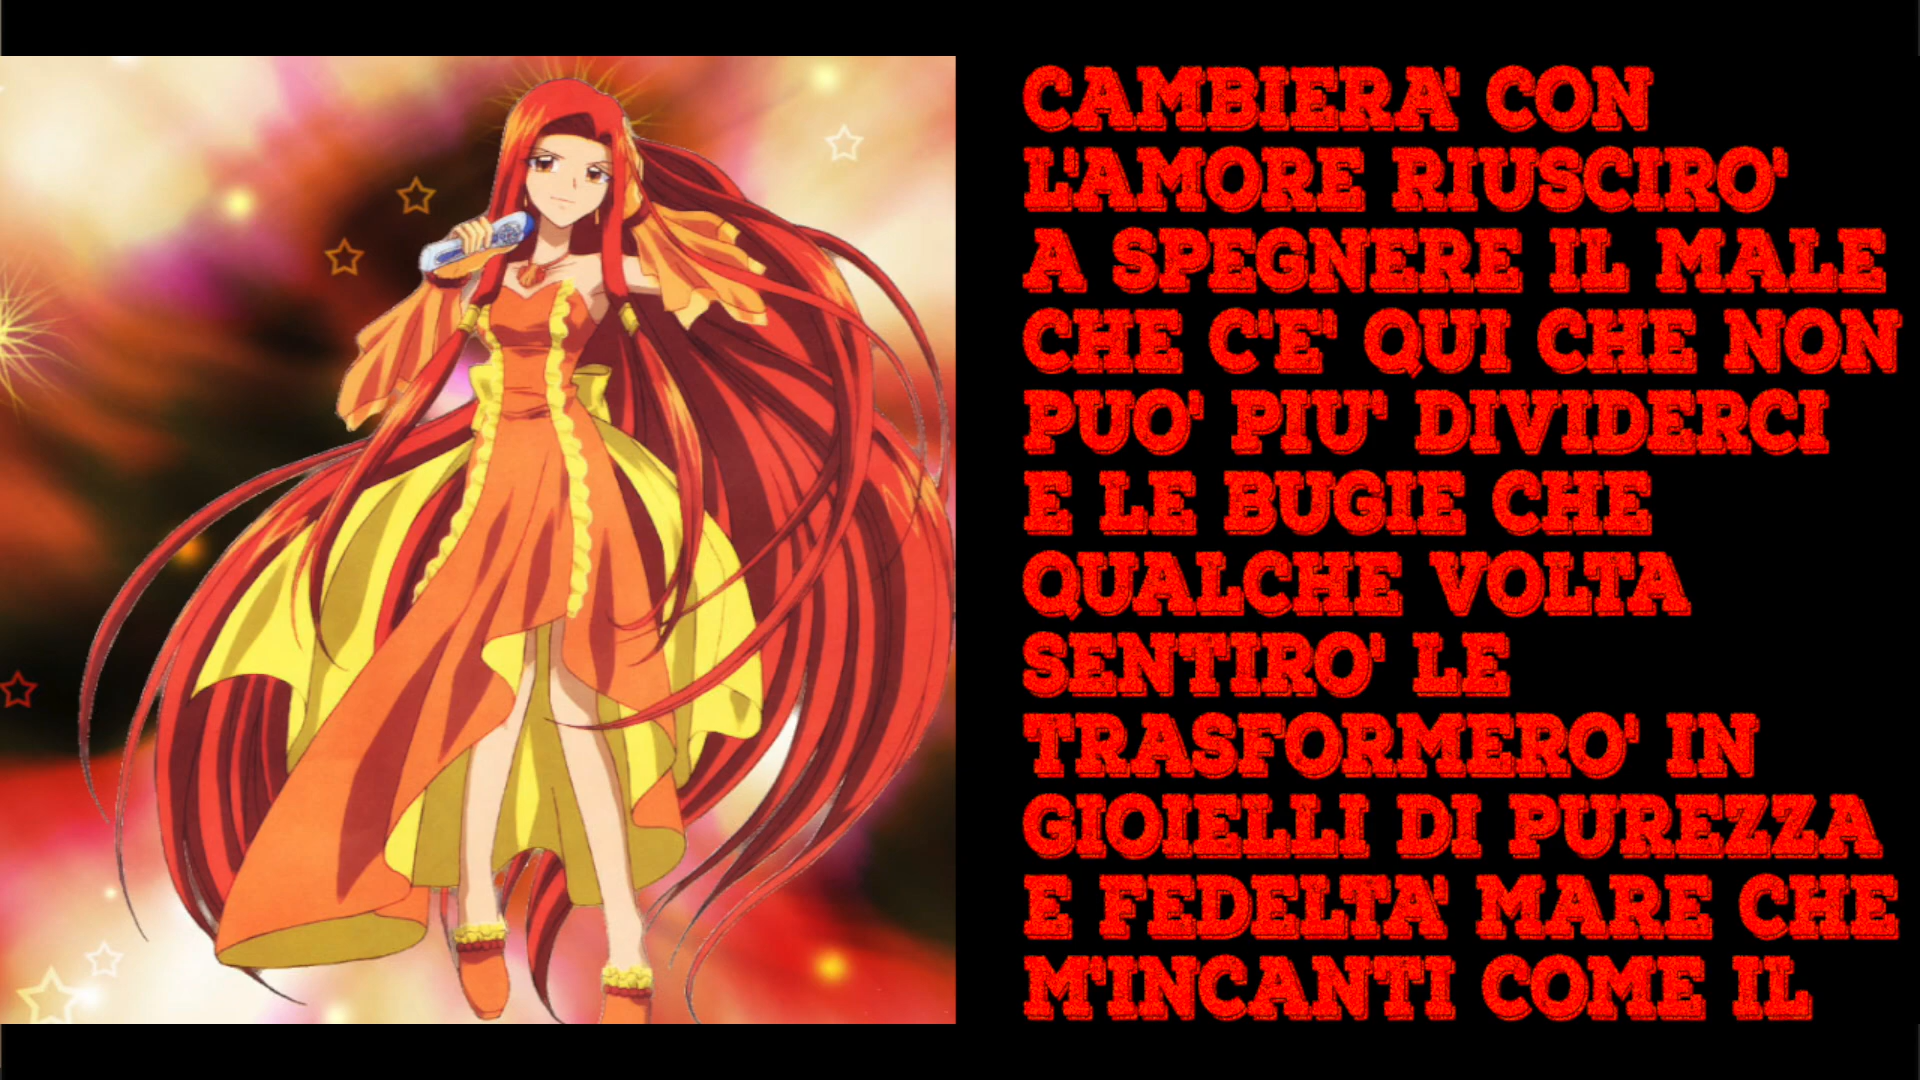 CAMBIERA' CON
L'AMORE RIUSCIRO'
A SPEGNERE IL MALE
CHE C'E' QUI CHE NON
PUO' PIU' DIVIDERCI
E LE BUGIE CHE
QUALCHE VOLTA
SENTIRO' LE
TRASFORMERO' IN
GIOIELLI DI PUREZZA
E FEDELTA' MARE CHE
M'INCANTI COME IL